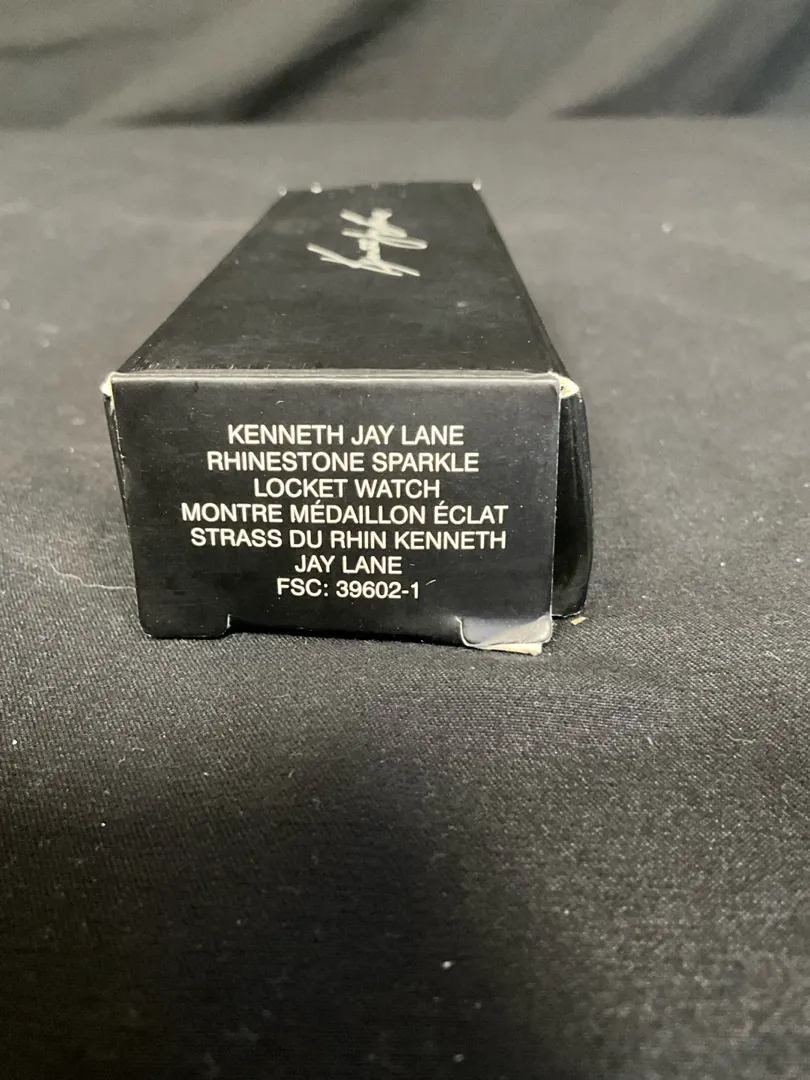 KENNETH JAY LANE
RHINESTONE SPARKLE
LOCKET WATCH
MONTRE MÉDAILLON ÉCLAT
STRASS DU RHIN KENNETH
JAY LANE
FSC: 39602-1